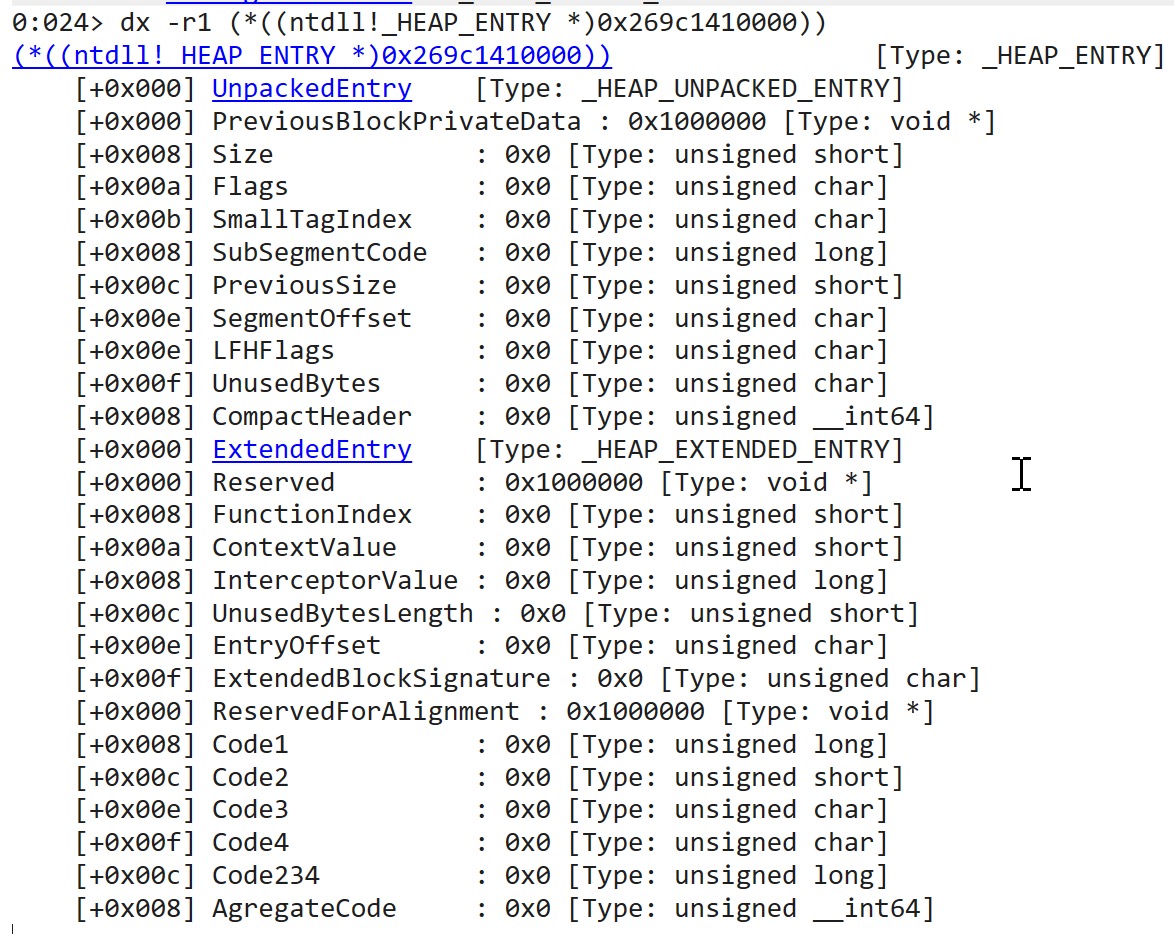 0:024> dx -r1 (*((ntdll!_HEAP_ENTRY *)0x269c1410000))
(*((ntdll!_HEAP_ENTRY *)0x269c1410000))                 [Type: _HEAP_ENTRY]
    [+0x000] UnpackedEntry    [Type: _HEAP_UNPACKED_ENTRY]
    [+0x000] PreviousBlockPrivateData : 0x1000000 [Type: void *]
    [+0x008] Size             : 0x0 [Type: unsigned short]
    [+0x00a] Flags            : 0x0 [Type: unsigned char]
    [+0x00b] SmallTagIndex    : 0x0 [Type: unsigned char]
    [+0x008] SubSegmentCode   : 0x0 [Type: unsigned long]
    [+0x00c] PreviousSize     : 0x0 [Type: unsigned short]
    [+0x00e] SegmentOffset    : 0x0 [Type: unsigned char]
    [+0x00e] LFHFlags         : 0x0 [Type: unsigned char]
    [+0x00f] UnusedBytes      : 0x0 [Type: unsigned char]
    [+0x008] CompactHeader    : 0x0 [Type: unsigned __int64]
    [+0x000] ExtendedEntry    [Type: _HEAP_EXTENDED_ENTRY]
    [+0x000] Reserved         : 0x1000000 [Type: void *]
    [+0x008] FunctionIndex    : 0x0 [Type: unsigned short]
    [+0x00a] ContextValue     : 0x0 [Type: unsigned short]
    [+0x008] InterceptorValue : 0x0 [Type: unsigned long]
    [+0x00c] UnusedBytesLength : 0x0 [Type: unsigned short]
    [+0x00e] EntryOffset      : 0x0 [Type: unsigned char]
    [+0x00f] ExtendedBlockSignature : 0x0 [Type: unsigned char]
    [+0x000] ReservedForAlignment : 0x1000000 [Type: void *]
    [+0x008] Code1            : 0x0 [Type: unsigned long]
    [+0x00c] Code2            : 0x0 [Type: unsigned short]
    [+0x00e] Code3            : 0x0 [Type: unsigned char]
    [+0x00f] Code4            : 0x0 [Type: unsigned char]
    [+0x00c] Code234          : 0x0 [Type: unsigned long]
    [+0x008] AgregateCode     : 0x0 [Type: unsigned __int64]